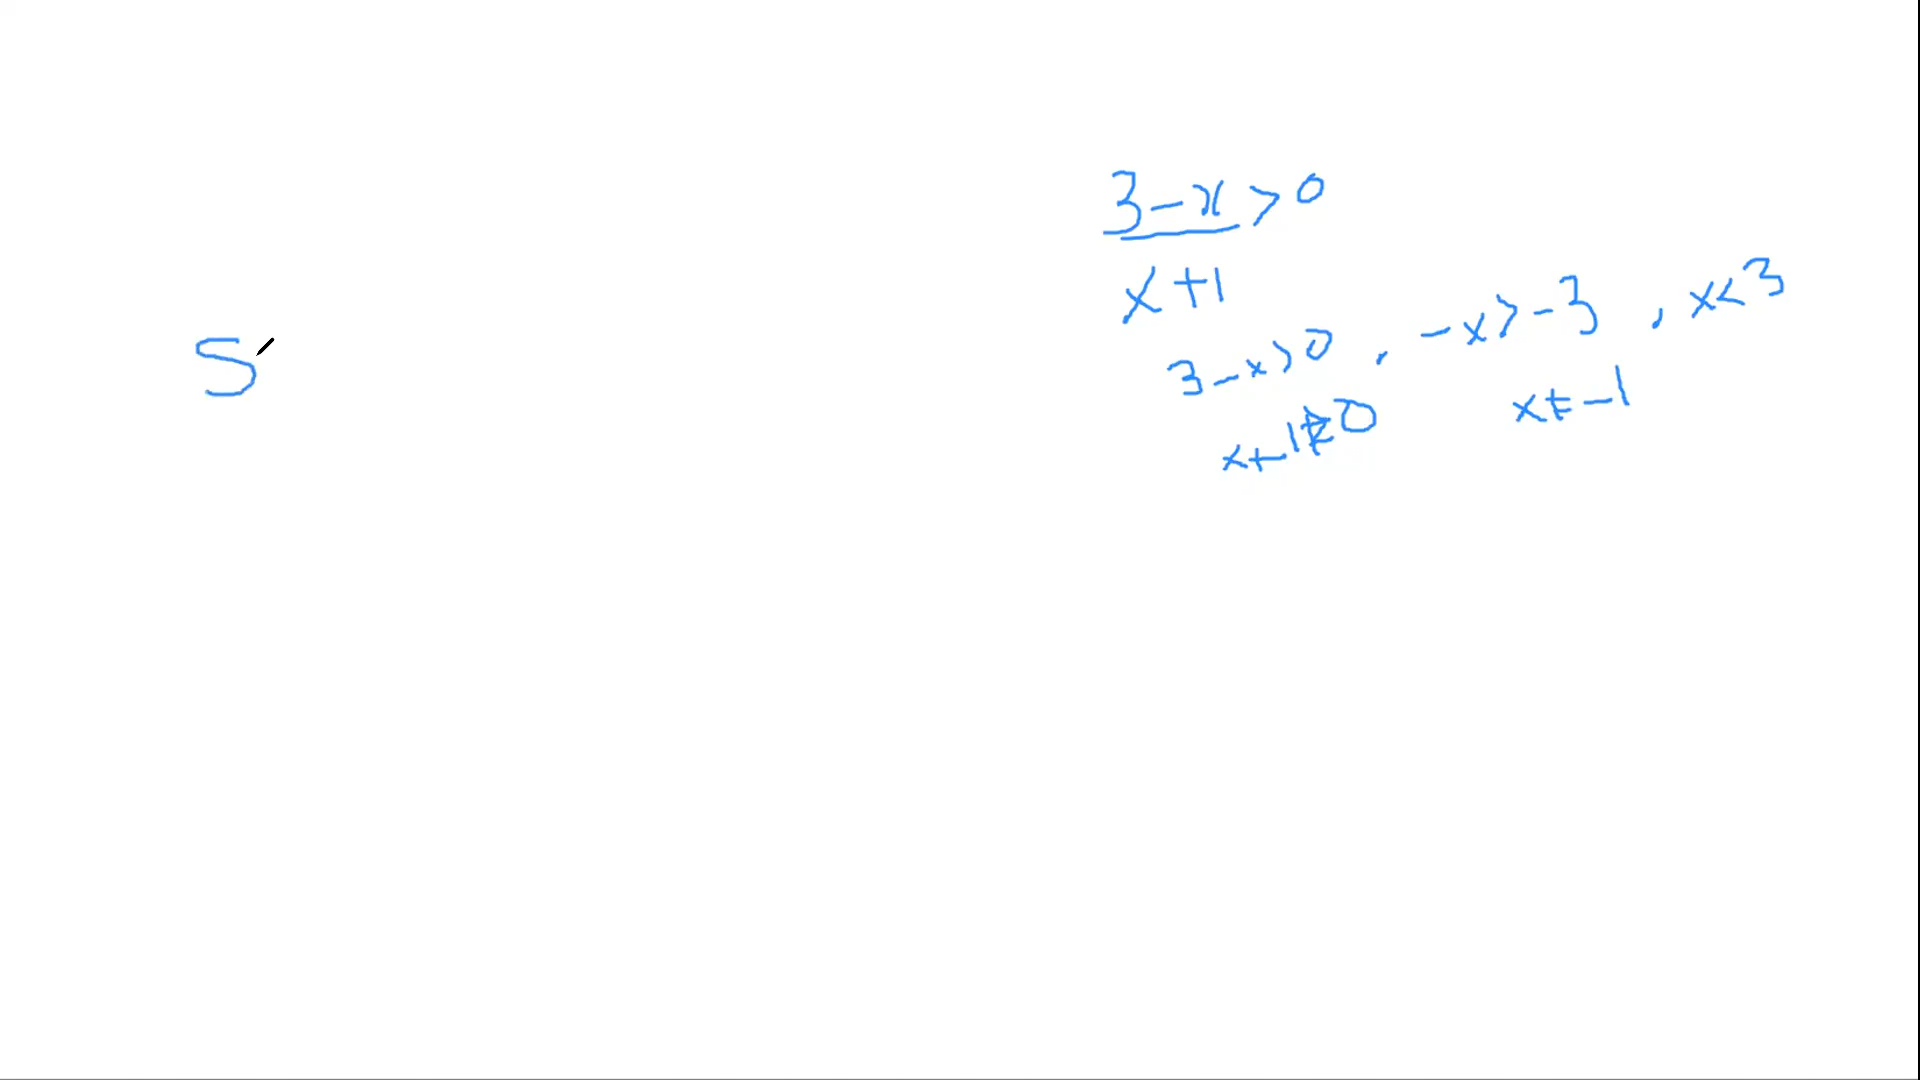 3-x > 0
x+1
3-x>0 , -x>-3 , x<3
x+1≠0 x≠-1
S